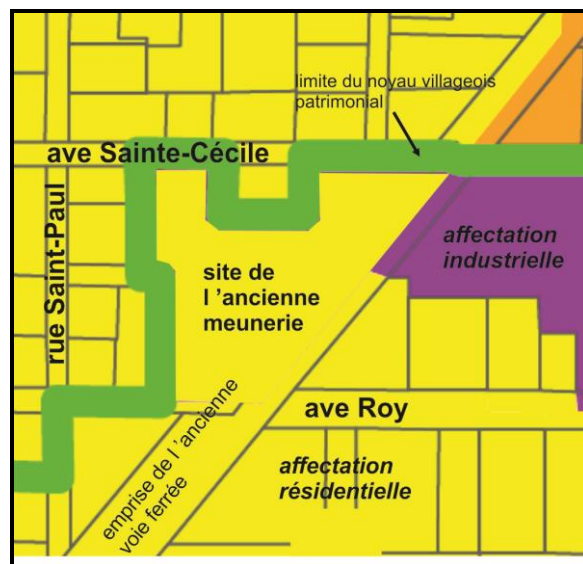 limite du noyau villageois
patrimonial
ave Sainte-Cécile
rue Saint-Paul
affectation
industrielle
site de
l 'ancienne
meunerie
ave Roy
emprise de l 'ancienne
voie ferrée
affectation
résidentielle